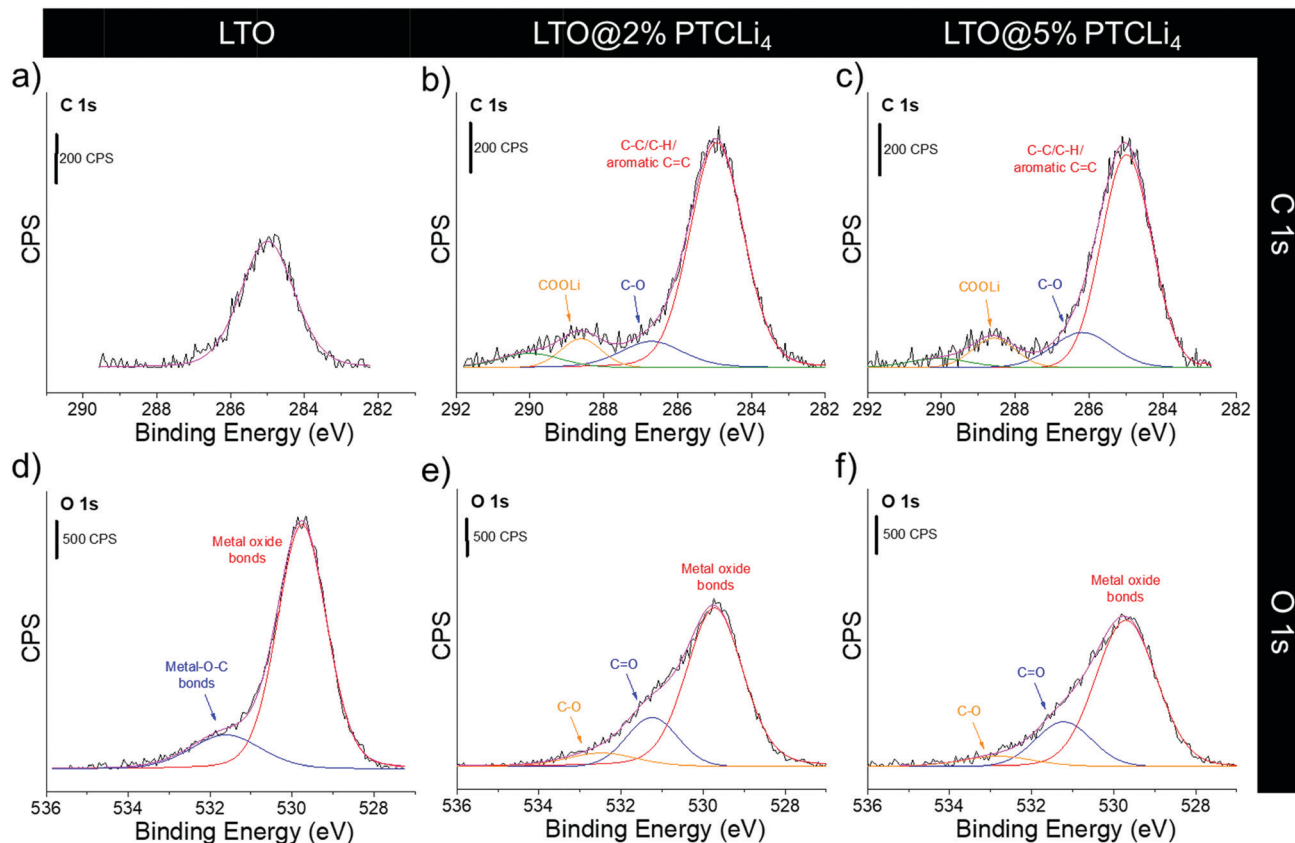 LTO
LTO@2% PTCLi₄
LTO@5% PTCLi₄
a)
C 1s
200 CPS
CPS
290 288 286 284 282
Binding Energy (eV)
b)
C 1s
200 CPS
C-C/C-H/
aromatic C=C
COOLi
C-O
CPS
292 290 288 286 284 282
Binding Energy (eV)
c)
C 1s
200 CPS
C-C/C-H/
aromatic C=C
COOLi
C-O
CPS
292 290 288 286 284 282
Binding Energy (eV)
C 1s
d)
O 1s
500 CPS
Metal oxide
bonds
Metal-O-C
bonds
CPS
536 534 532 530 528
Binding Energy (eV)
e)
O 1s
500 CPS
Metal oxide
bonds
C=O
C-O
CPS
536 534 532 530 528
Binding Energy (eV)
f)
O 1s
500 CPS
Metal oxide
bonds
C=O
C-O
CPS
536 534 532 530 528
Binding Energy (eV)
O 1s